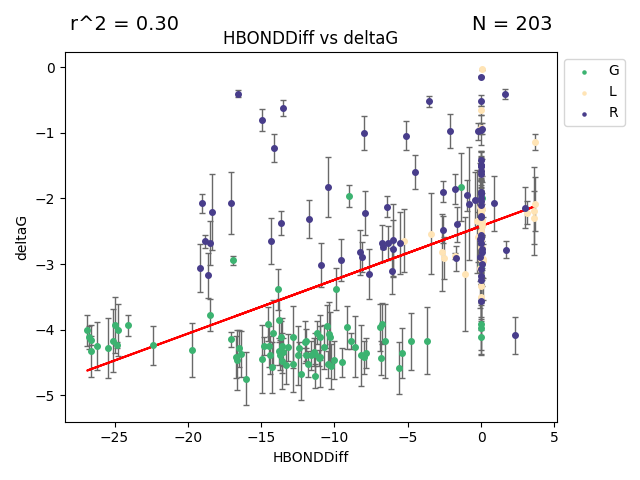 r^2 = 0.30
N = 203
HBONDDiff vs deltaG
G
L
R
0
−1
−2
−3
−4
−5
deltaG
−25
−20
−15
−10
−5
0
5
HBONDDiff